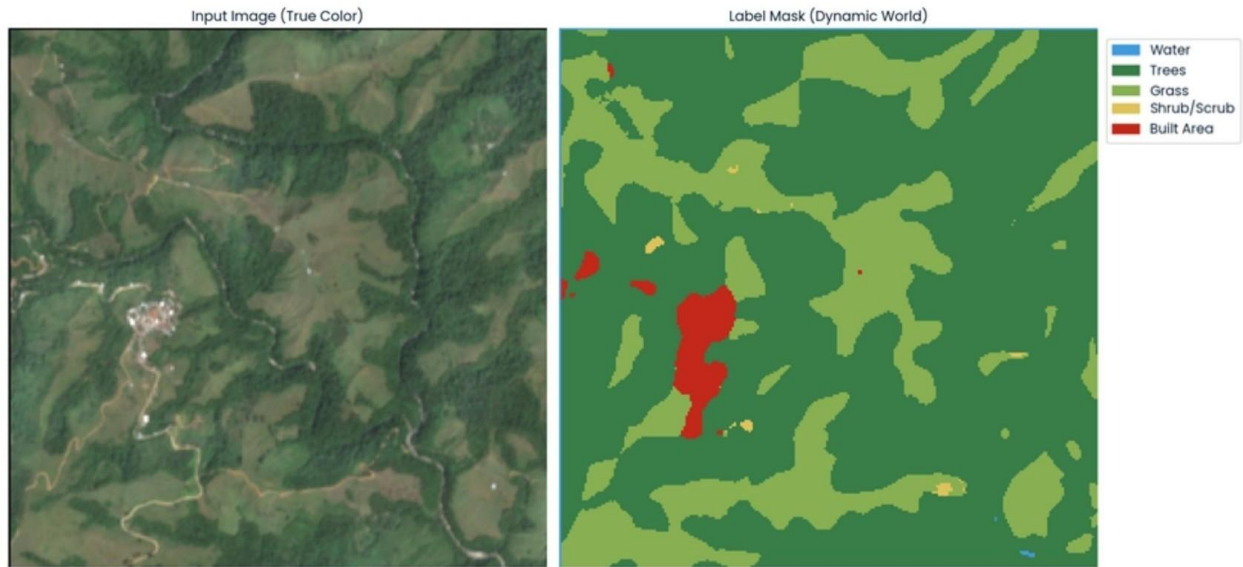 Input Image (True Color)
Label Mask (Dynamic World)
Water
Trees
Grass
Shrub/Scrub
Built Area